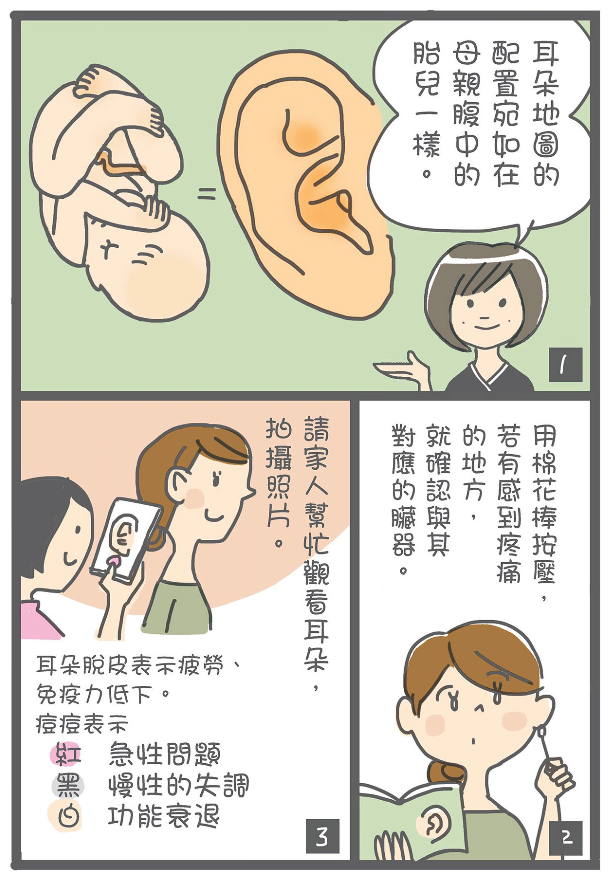 耳朵地圖的
配置宛如在
母親腹中的
胎兒一樣。
=
1
用棉花棒按壓，
若有感到疼痛
的地方，
就確認與其
對應的臟器。
2
請家人幫忙觀看耳朵，
拍攝照片。
耳朵脫皮表示疲勞、
免疫力低下。
痘痘表示
紅 急性問題
黑 慢性的失調
白 功能衰退
3